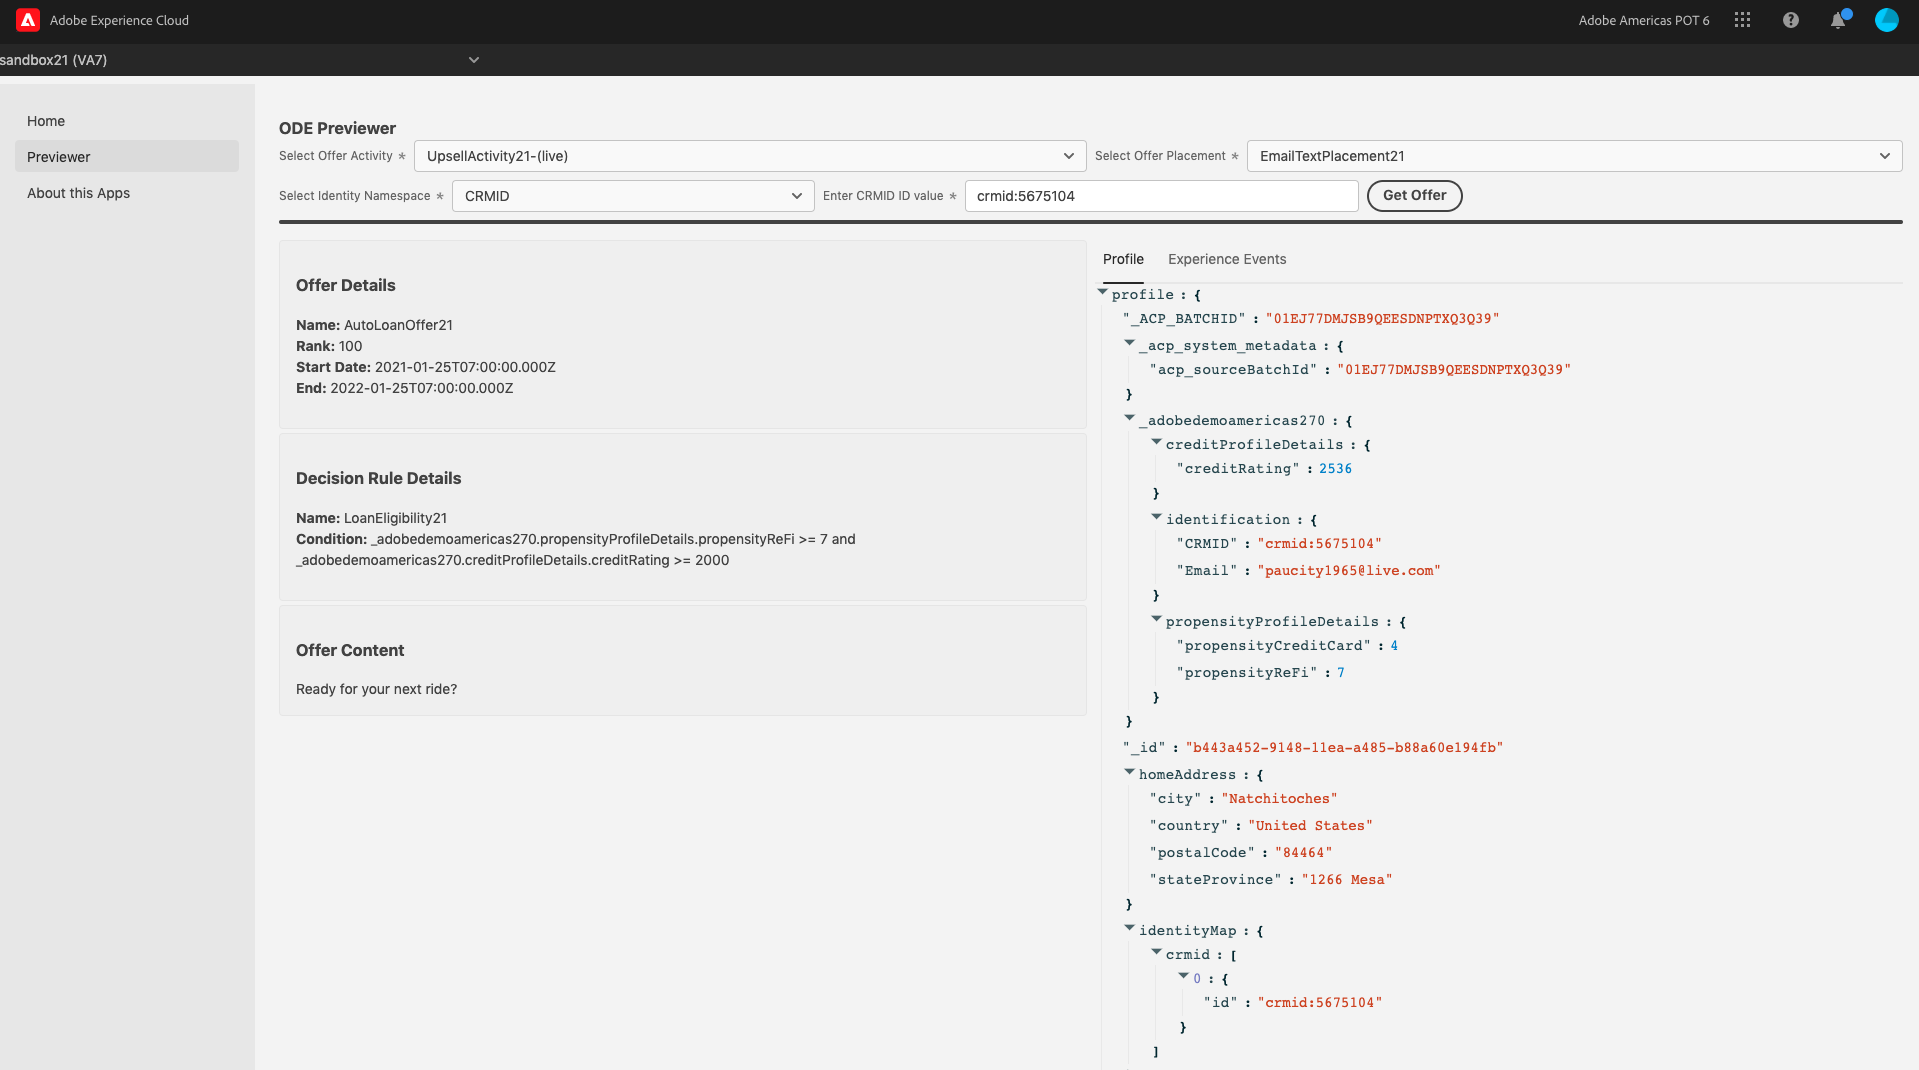 Adobe Experience Cloud
Adobe Americas POT 6
sandbox21 (VA7)
Home
Previewer
About this Apps
ODE Previewer
Select Offer Activity * UpsellActivity21-(live) Select Offer Placement * EmailTextPlacement21
Select Identity Namespace * CRMID Enter CRMID ID value * crmid:5675104 Get Offer
Offer Details
Name: AutoLoanOffer21
Rank: 100
Start Date: 2021-01-25T07:00:00.000Z
End: 2022-01-25T07:00:00.000Z
Decision Rule Details
Name: LoanEligibility21
Condition: _adobedemoamericas270.propensityProfileDetails.propensityReFi >= 7 and
_adobedemoamericas270.creditProfileDetails.creditRating >= 2000
Offer Content
Ready for your next ride?
Profile Experience Events
profile : {
"_ACP_BATCHID" : "01EJ77DMJSB9QEESDNPTXQ3Q39"
_acp_system_metadata : {
"acp_sourceBatchId" : "01EJ77DMJSB9QEESDNPTXQ3Q39"
}
_adobedemoamericas270 : {
creditProfileDetails : {
"creditRating" : 2536
}
identification : {
"CRMID" : "crmid:5675104"
"Email" : "paucity1965@live.com"
}
propensityProfileDetails : {
"propensityCreditCard" : 4
"propensityReFi" : 7
}
}
"_id" : "b443a452-9148-11ea-a485-b88a60e194fb"
homeAddress : {
"city" : "Natchitoches"
"country" : "United States"
"postalCode" : "84464"
"stateProvince" : "1266 Mesa"
}
identityMap : {
crmid : [
0 : {
"id" : "crmid:5675104"
}
]